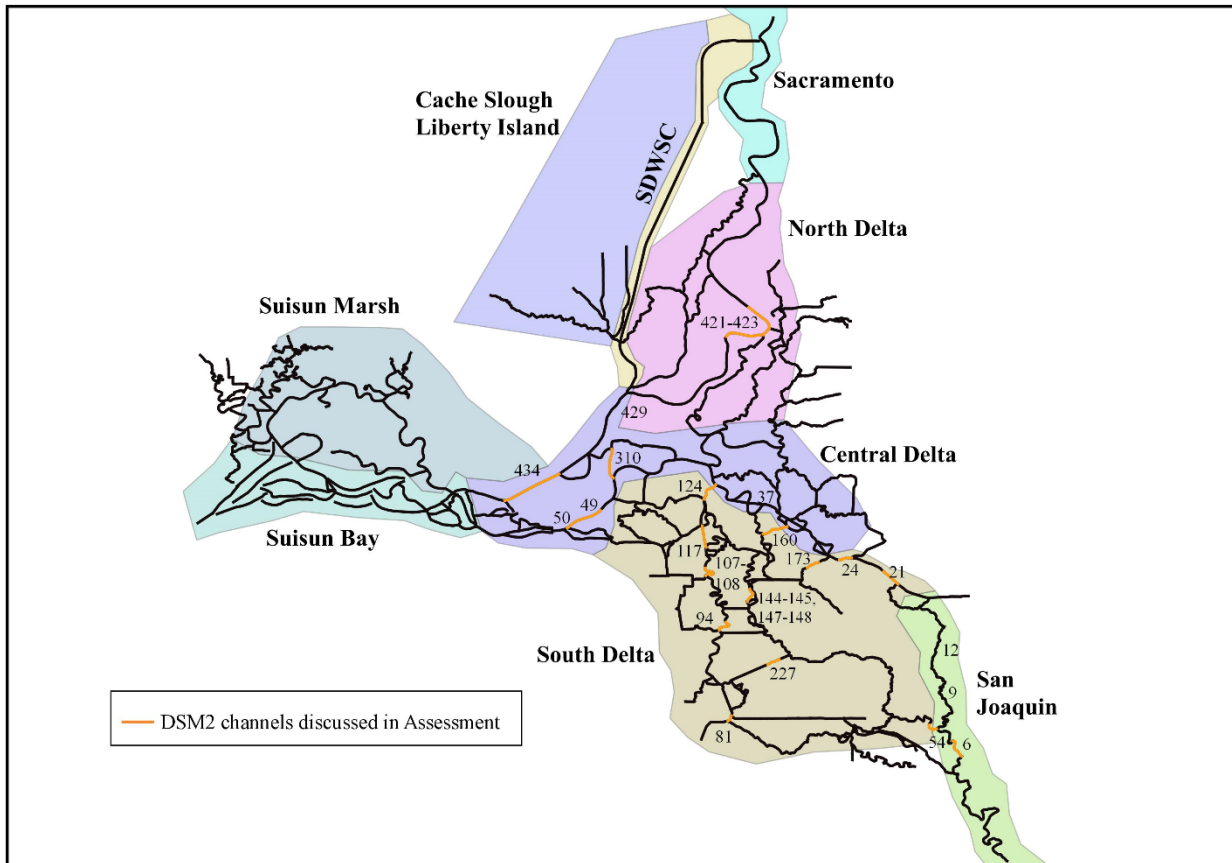 Sacramento
Cache Slough
Liberty Island
SDWSC
North Delta
Suisun Marsh
421-423
429
Central Delta
434
310
124
37
49
50
Suisun Bay
117
107-
108
160
173
24
21
144-145,
147-148
94
South Delta
227
12
9
San
Joaquin
DSM2 channels discussed in Assessment
81
54
6